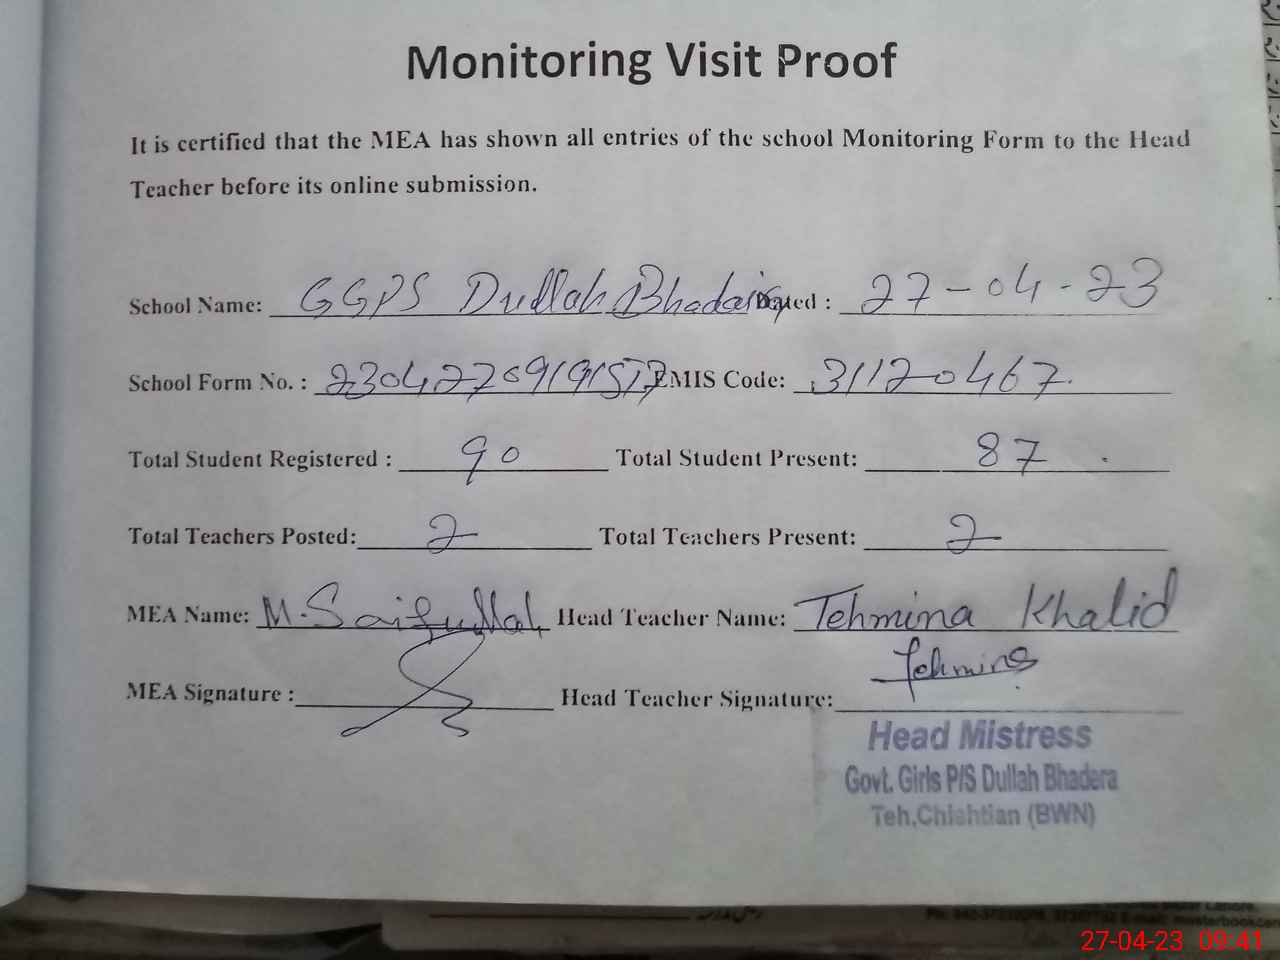 Monitoring Visit Proof
It is certified that the MEA has shown all entries of the school Monitoring Form to the Head
Teacher before its online submission.
School Name: GGPS Dullah Bhadaira Dated : 27-04-23
School Form No. : 23042709191577 EMIS Code: 31120467
Total Student Registered : 90 Total Student Present: 87
Total Teachers Posted: 2 Total Teachers Present: 2
MEA Name: M. Saifullah Head Teacher Name: Tehmina Khalid
MEA Signature : Head Teacher Signature: Tehmina
Head Mistress
Govt. Girls P/S Dullah Bhadera
Teh,Chishtian (BWN)
27-04-23 09:41